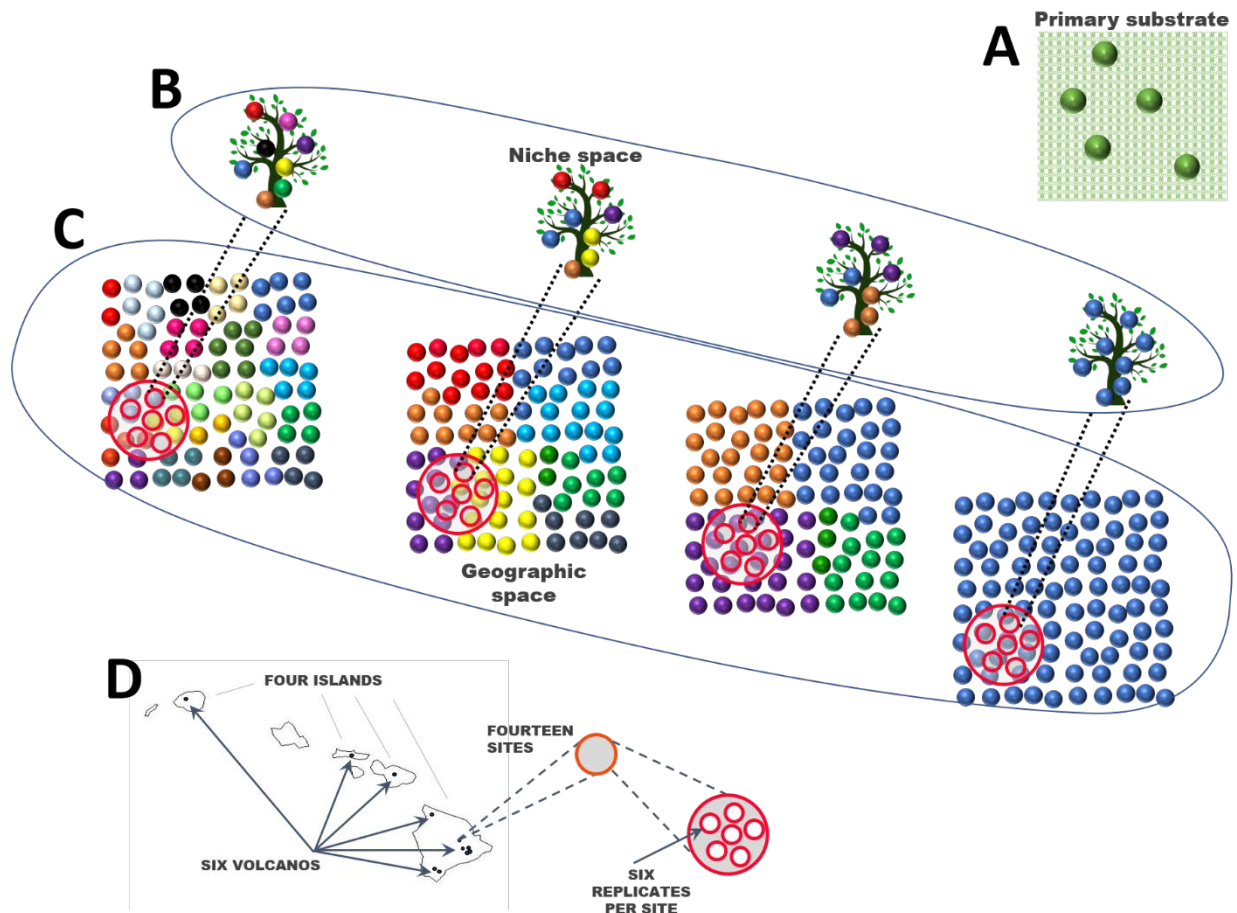 A
Primary substrate
B
Niche space
C
Geographic
space
D
FOUR ISLANDS
FOURTEEN
SITES
SIX VOLCANOS
SIX
REPLICATES
PER SITE